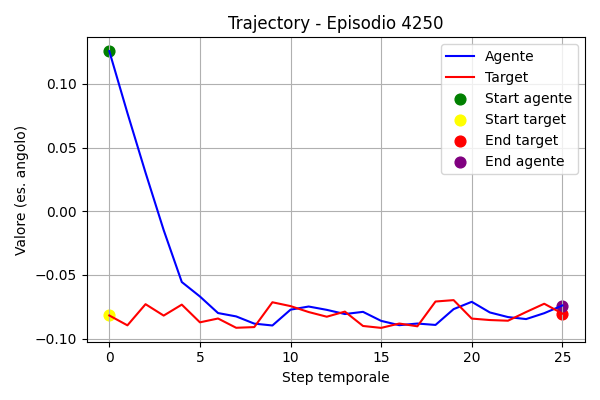 Trajectory - Episodio 4250
Agente
Target
Start agente
Start target
End target
End agente
Valore (es. angolo)
0.10
0.05
0.00
−0.05
−0.10
0
5
10
15
20
25
Step temporale